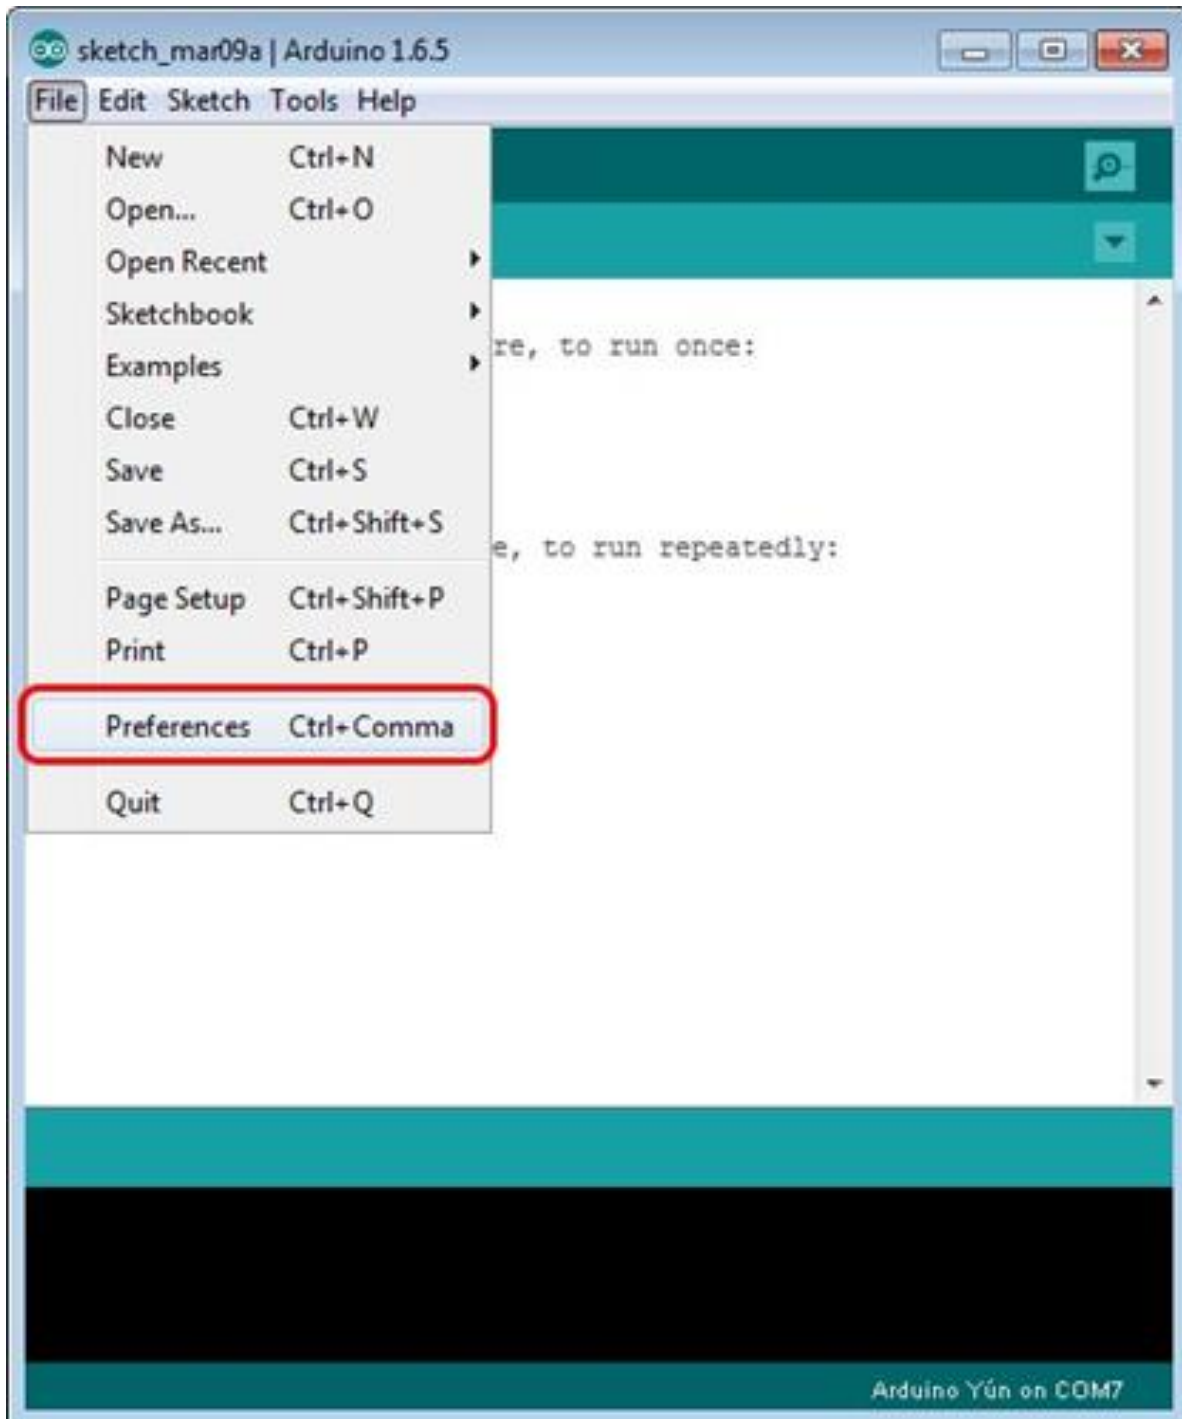 sketch_mar09a | Arduino 1.6.5
File Edit Sketch Tools Help
New Ctrl+N
Open... Ctrl+O
Open Recent
Sketchbook
Examples
Close Ctrl+W
Save Ctrl+S
Save As... Ctrl+Shift+S
Page Setup Ctrl+Shift+P
Print Ctrl+P
Preferences Ctrl+Comma
Quit Ctrl+Q
re, to run once:
e, to run repeatedly:
Arduino Yún on COM7